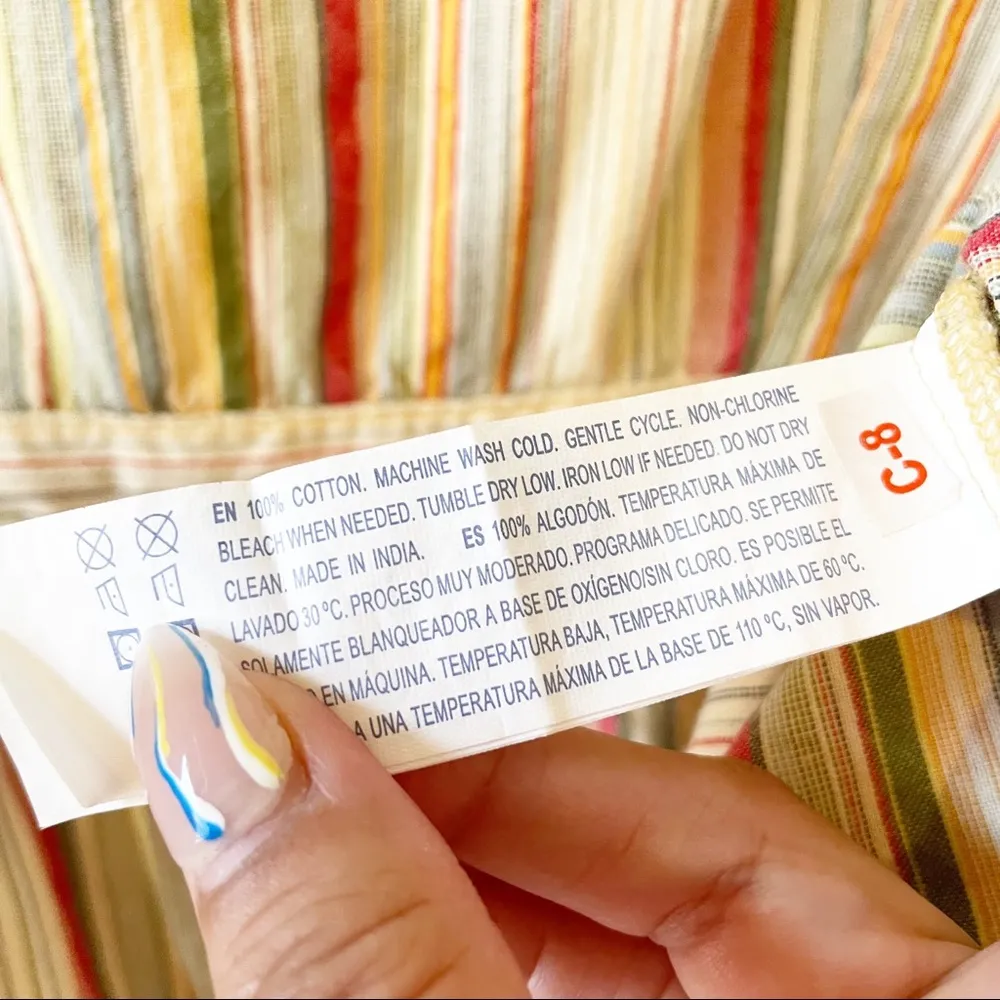 EN 100% COTTON. MACHINE WASH COLD. GENTLE CYCLE. NON-CHLORINE
BLEACH WHEN NEEDED. TUMBLE DRY LOW. IRON LOW IF NEEDED. DO NOT DRY
CLEAN. MADE IN INDIA. ES 100% ALGODÓN. TEMPERATURA MÁXIMA DE
LAVADO 30 ºC. PROCESO MUY MODERADO. PROGRAMA DELICADO. SE PERMITE
SOLAMENTE BLANQUEADOR A BASE DE OXÍGENO/SIN CLORO. ES POSIBLE EL
EN MÁQUINA. TEMPERATURA BAJA, TEMPERATURA MÁXIMA DE 60 ºC.
A UNA TEMPERATURA MÁXIMA DE LA BASE DE 110 ºC, SIN VAPOR.
C-8